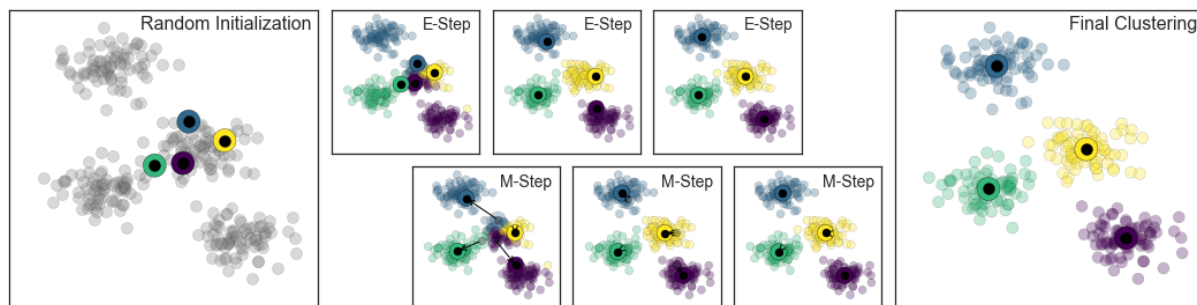 Random Initialization
E-Step
E-Step
E-Step
Final Clustering
M-Step
M-Step
M-Step